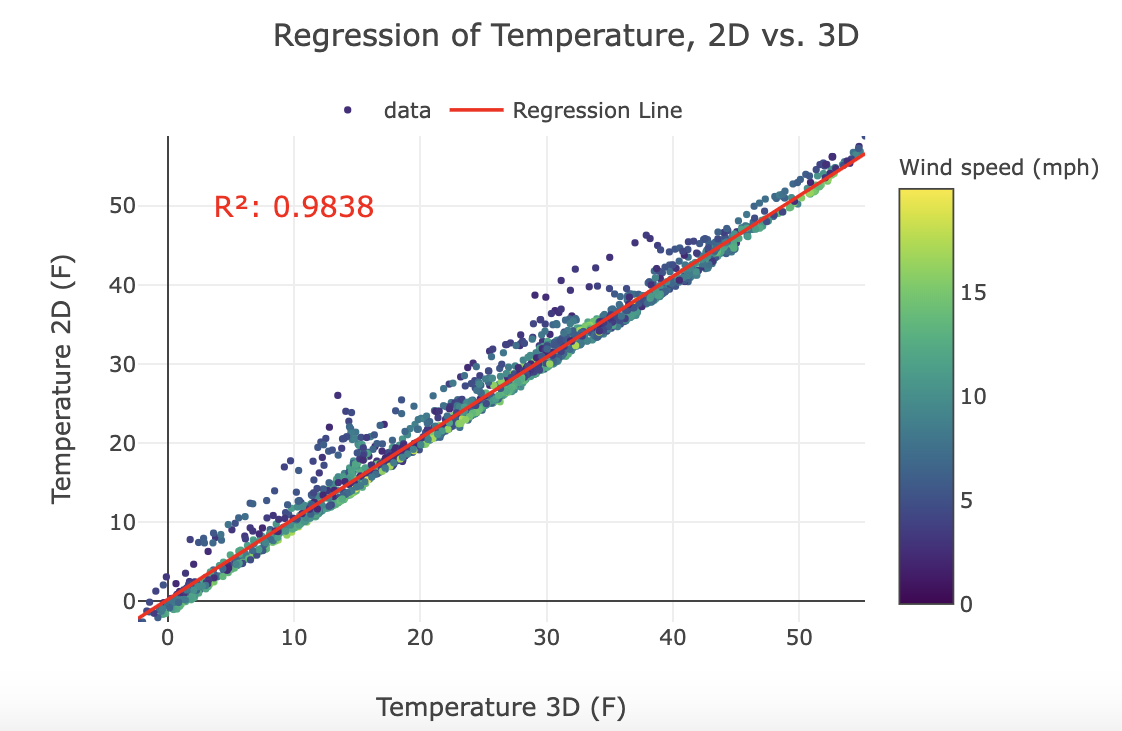 Regression of Temperature, 2D vs. 3D
data
Regression Line
Wind speed (mph)
R²: 0.9838
50
40
30
20
10
0
Temperature 2D (F)
0
10
20
30
40
50
Temperature 3D (F)
15
10
5
0